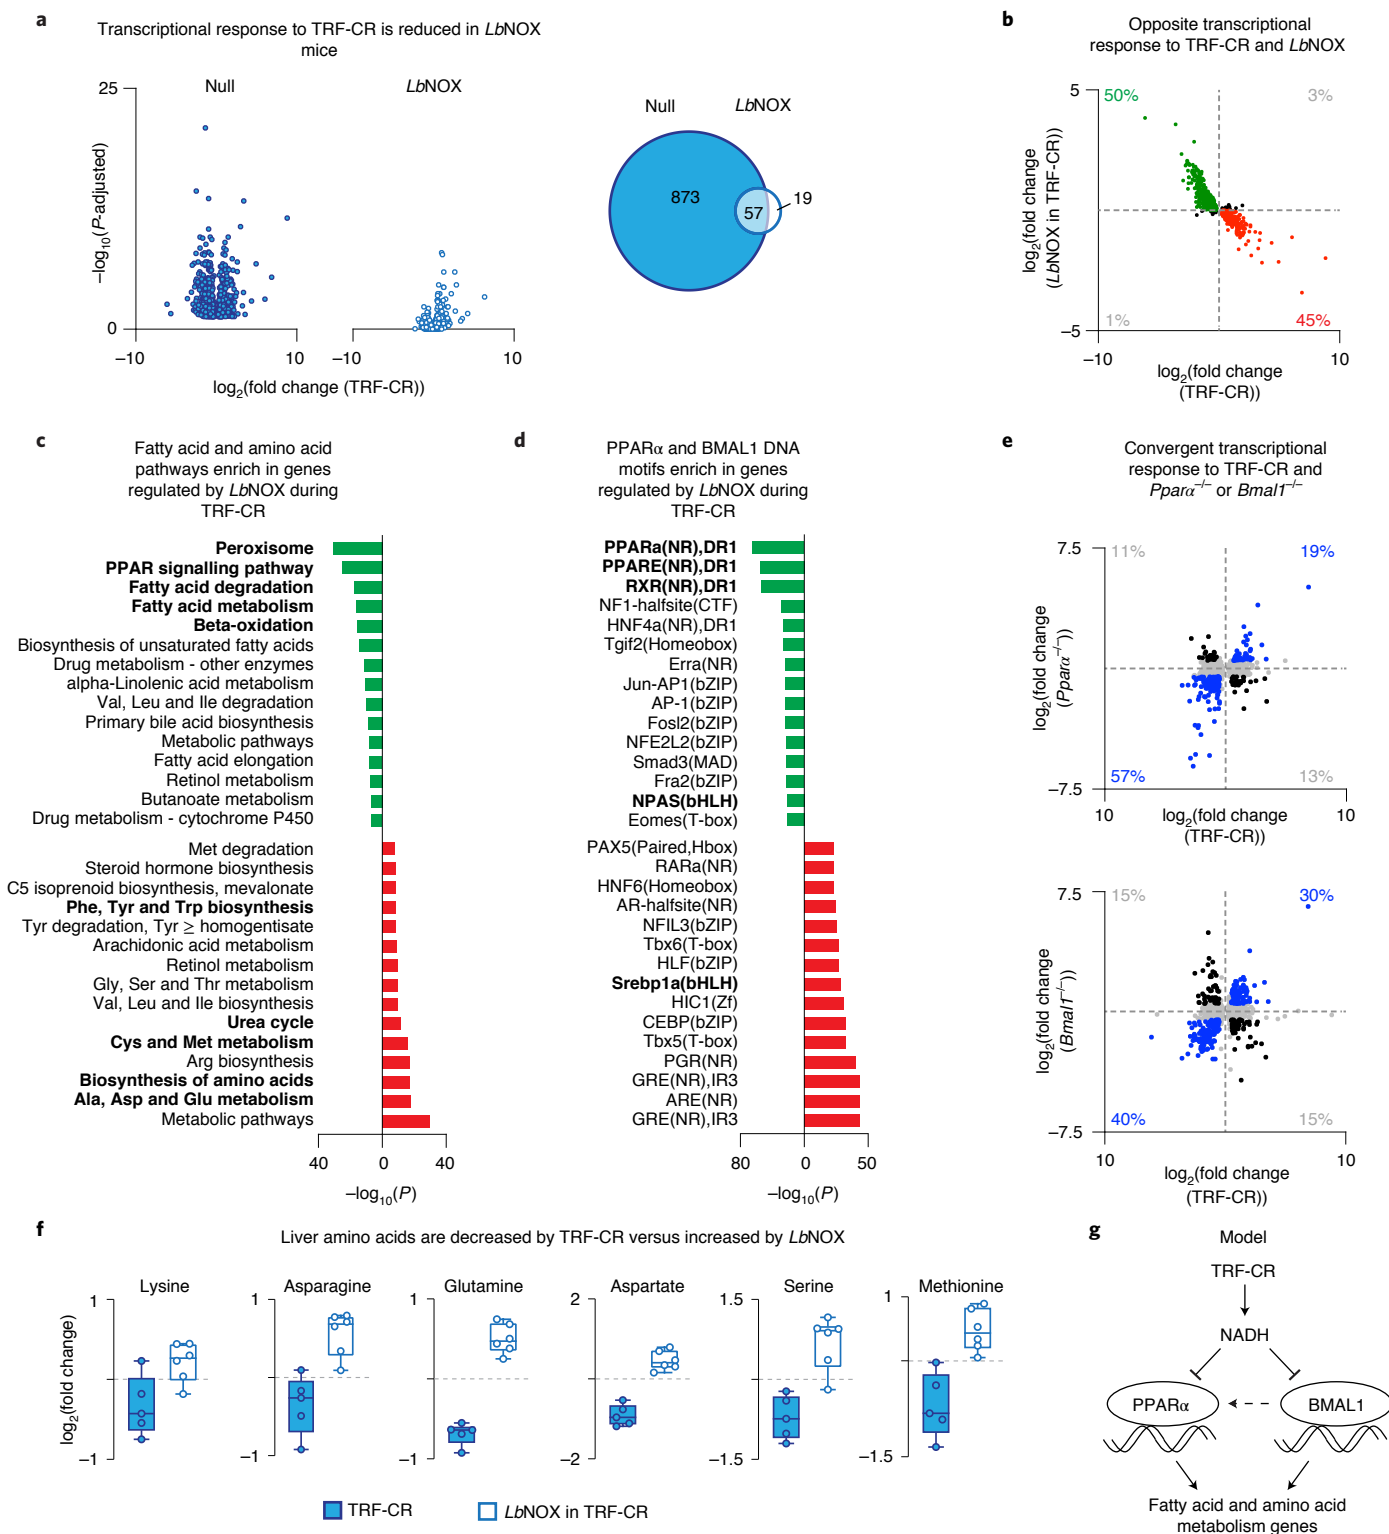 a
Transcriptional response to TRF-CR is reduced in LbNOX
mice
Null
LbNOX
25
0
–log10(P-adjusted)
–10
10
–10
10
log2(fold change (TRF-CR))
Null
LbNOX
873
57
19
b
Opposite transcriptional
response to TRF-CR and LbNOX
5
50%
3%
log2(fold change
(LbNOX in TRF-CR))
1%
45%
–5
–10
10
log2(fold change
(TRF-CR))
c
Fatty acid and amino acid
pathways enrich in genes
regulated by LbNOX during
TRF-CR
Peroxisome
PPAR signalling pathway
Fatty acid degradation
Fatty acid metabolism
Beta-oxidation
Biosynthesis of unsaturated fatty acids
Drug metabolism - other enzymes
alpha-Linolenic acid metabolism
Val, Leu and Ile degradation
Primary bile acid biosynthesis
Metabolic pathways
Fatty acid elongation
Retinol metabolism
Butanoate metabolism
Drug metabolism - cytochrome P450
Met degradation
Steroid hormone biosynthesis
C5 isoprenoid biosynthesis, mevalonate
Phe, Tyr and Trp biosynthesis
Tyr degradation, Tyr ≥ homogentisate
Arachidonic acid metabolism
Retinol metabolism
Gly, Ser and Thr metabolism
Val, Leu and Ile biosynthesis
Urea cycle
Cys and Met metabolism
Arg biosynthesis
Biosynthesis of amino acids
Ala, Asp and Glu metabolism
Metabolic pathways
40
0
40
–log10(P)
d
PPARα and BMAL1 DNA
motifs enrich in genes
regulated by LbNOX during
TRF-CR
PPARa(NR),DR1
PPARE(NR),DR1
RXR(NR),DR1
NF1-halfsite(CTF)
HNF4a(NR),DR1
Tgif2(Homeobox)
Erra(NR)
Jun-AP1(bZIP)
AP-1(bZIP)
Fosl2(bZIP)
NFE2L2(bZIP)
Smad3(MAD)
Fra2(bZIP)
NPAS(bHLH)
Eomes(T-box)
PAX5(Paired,Hbox)
RARa(NR)
HNF6(Homeobox)
AR-halfsite(NR)
NFIL3(bZIP)
Tbx6(T-box)
HLF(bZIP)
Srebp1a(bHLH)
HIC1(Zf)
CEBP(bZIP)
Tbx5(T-box)
PGR(NR)
GRE(NR),IR3
ARE(NR)
GRE(NR),IR3
80
0
50
–log10(P)
e
Convergent transcriptional
response to TRF-CR and
Pparα–/– or Bmal1–/–
7.5
11%
19%
log2(fold change
(Pparα–/–))
57%
13%
–7.5
10
10
log2(fold change
(TRF-CR))
7.5
15%
30%
log2(fold change
(Bmal1–/–))
40%
15%
–7.5
10
10
log2(fold change
(TRF-CR))
f
Liver amino acids are decreased by TRF-CR versus increased by LbNOX
log2(fold change)
Lysine
1
–1
Asparagine
1
–1
Glutamine
1
–1
Aspartate
2
–2
Serine
1.5
–1.5
Methionine
1
–1.5
TRF-CR
LbNOX in TRF-CR
g
Model
TRF-CR
NADH
PPARα
BMAL1
Fatty acid and amino acid
metabolism genes